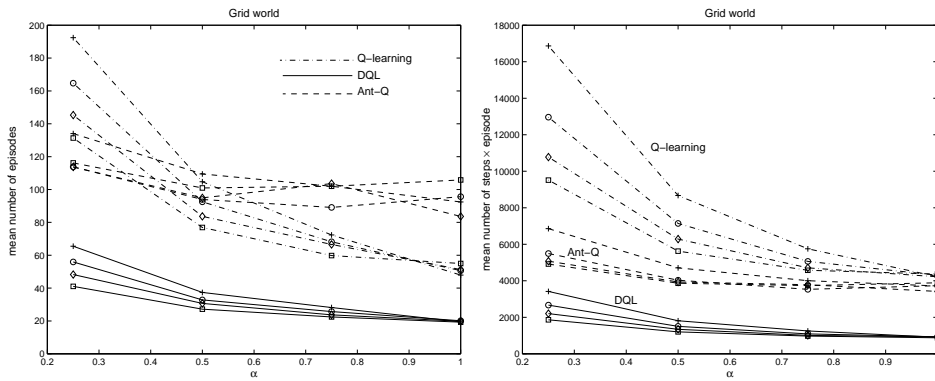 Grid world
mean number of episodes
200
180
160
140
120
100
80
60
40
20
0
0.2 0.3 0.4 0.5 0.6 0.7 0.8 0.9 1
α
Q−learning
DQL
Ant−Q
Grid world
mean number of steps × episode
18000
16000
14000
12000
10000
8000
6000
4000
2000
0
0.2 0.3 0.4 0.5 0.6 0.7 0.8 0.9
α
Q−learning
Ant−Q
DQL